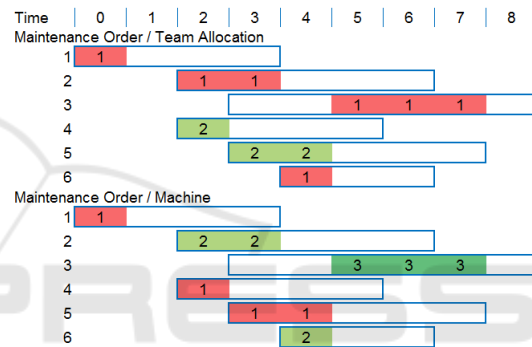 Time 0 1 2 3 4 5 6 7 8
Maintenance Order / Team Allocation
1 1
2 1 1
3 1 1 1
4 2
5 2 2
6 1
Maintenance Order / Machine
1 1
2 2 2
3 3 3 3
4 1
5 1 1
6 2
PRESS